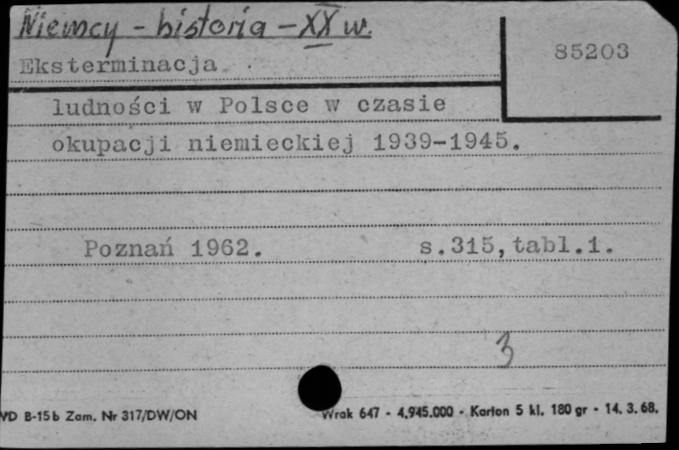 Niemcy - historia - XX w.
85203
Eksterminacja
ludności w Polsce w czasie
okupacji niemieckiej 1939-1945.
Poznań 1962. s.315,tabl.1.
3
WD B-15b Zam. Nr 317/DW/ON Wrak 647 - 4.945.000 - Karton 5 kl. 180 gr - 14. 3. 68.